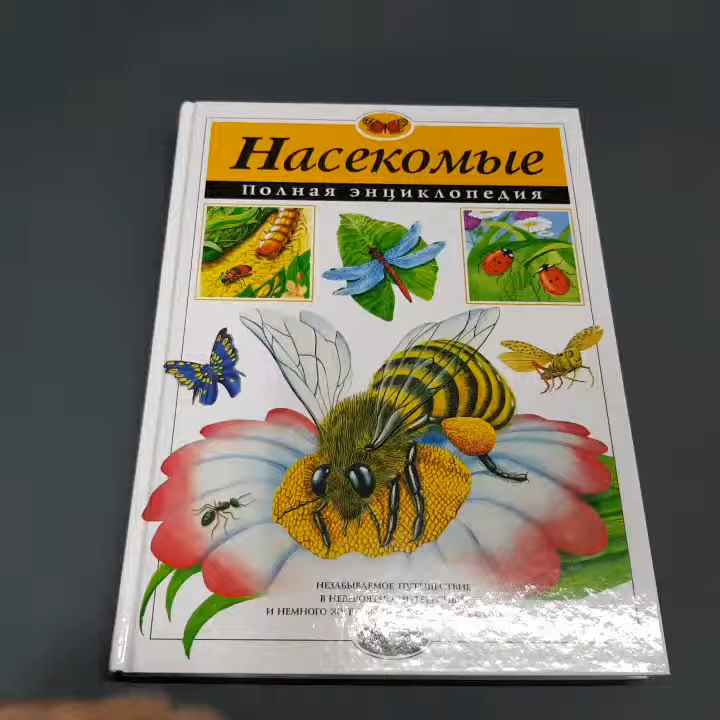 Насекомые
Полная энциклопедия
НЕЗАБЫВАЕМОЕ ПУТЕШЕСТВИЕ
В
И НЕМНОГО